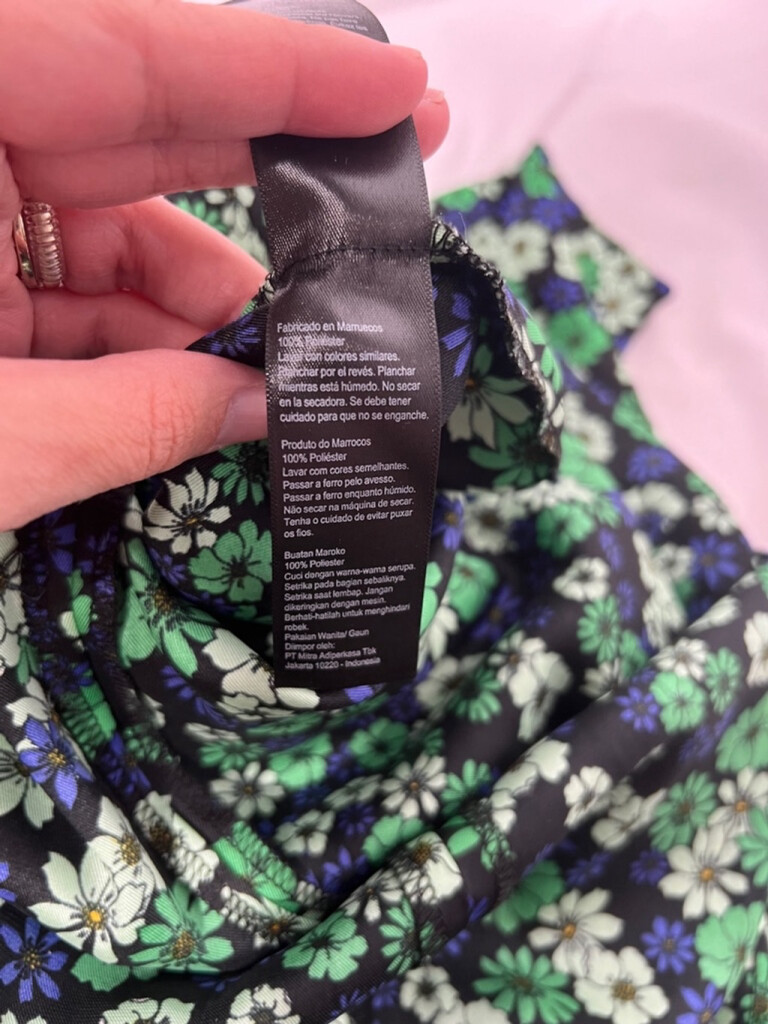 Fabricado en Marruecos
100% Poliéster
Lavar con colores similares.
Planchar por el revés. Planchar
mientras está húmedo. No secar
en la secadora. Se debe tener
cuidado para que no se enganche.
Produto do Marrocos
100% Poliéster
Lavar com cores semelhantes.
Passar a ferro pelo avesso.
Passar a ferro enquanto húmido.
Não secar na máquina de secar.
Tenha o cuidado de evitar puxar
os fios.
Buatan Maroko
100% Poliester
Cuci dengan warna-warna serupa.
Setrika pada bagian sebaliknya.
Setrika saat lembap. Jangan
dikeringkan dengan mesin.
Berhati-hatilah untuk menghindari
robek.
Pakaian Wanita/ Gaun
Diimpor oleh:
PT Mitra Adiperkasa Tbk
Jakarta 10220 - Indonesia